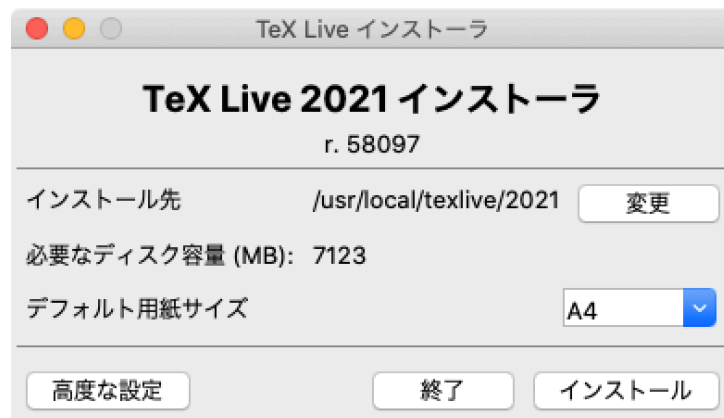 TeX Live インストーラ
TeX Live 2021 インストーラ
r. 58097
インストール先 /usr/local/texlive/2021 変更
必要なディスク容量 (MB): 7123
デフォルト用紙サイズ A4
高度な設定 終了 インストール